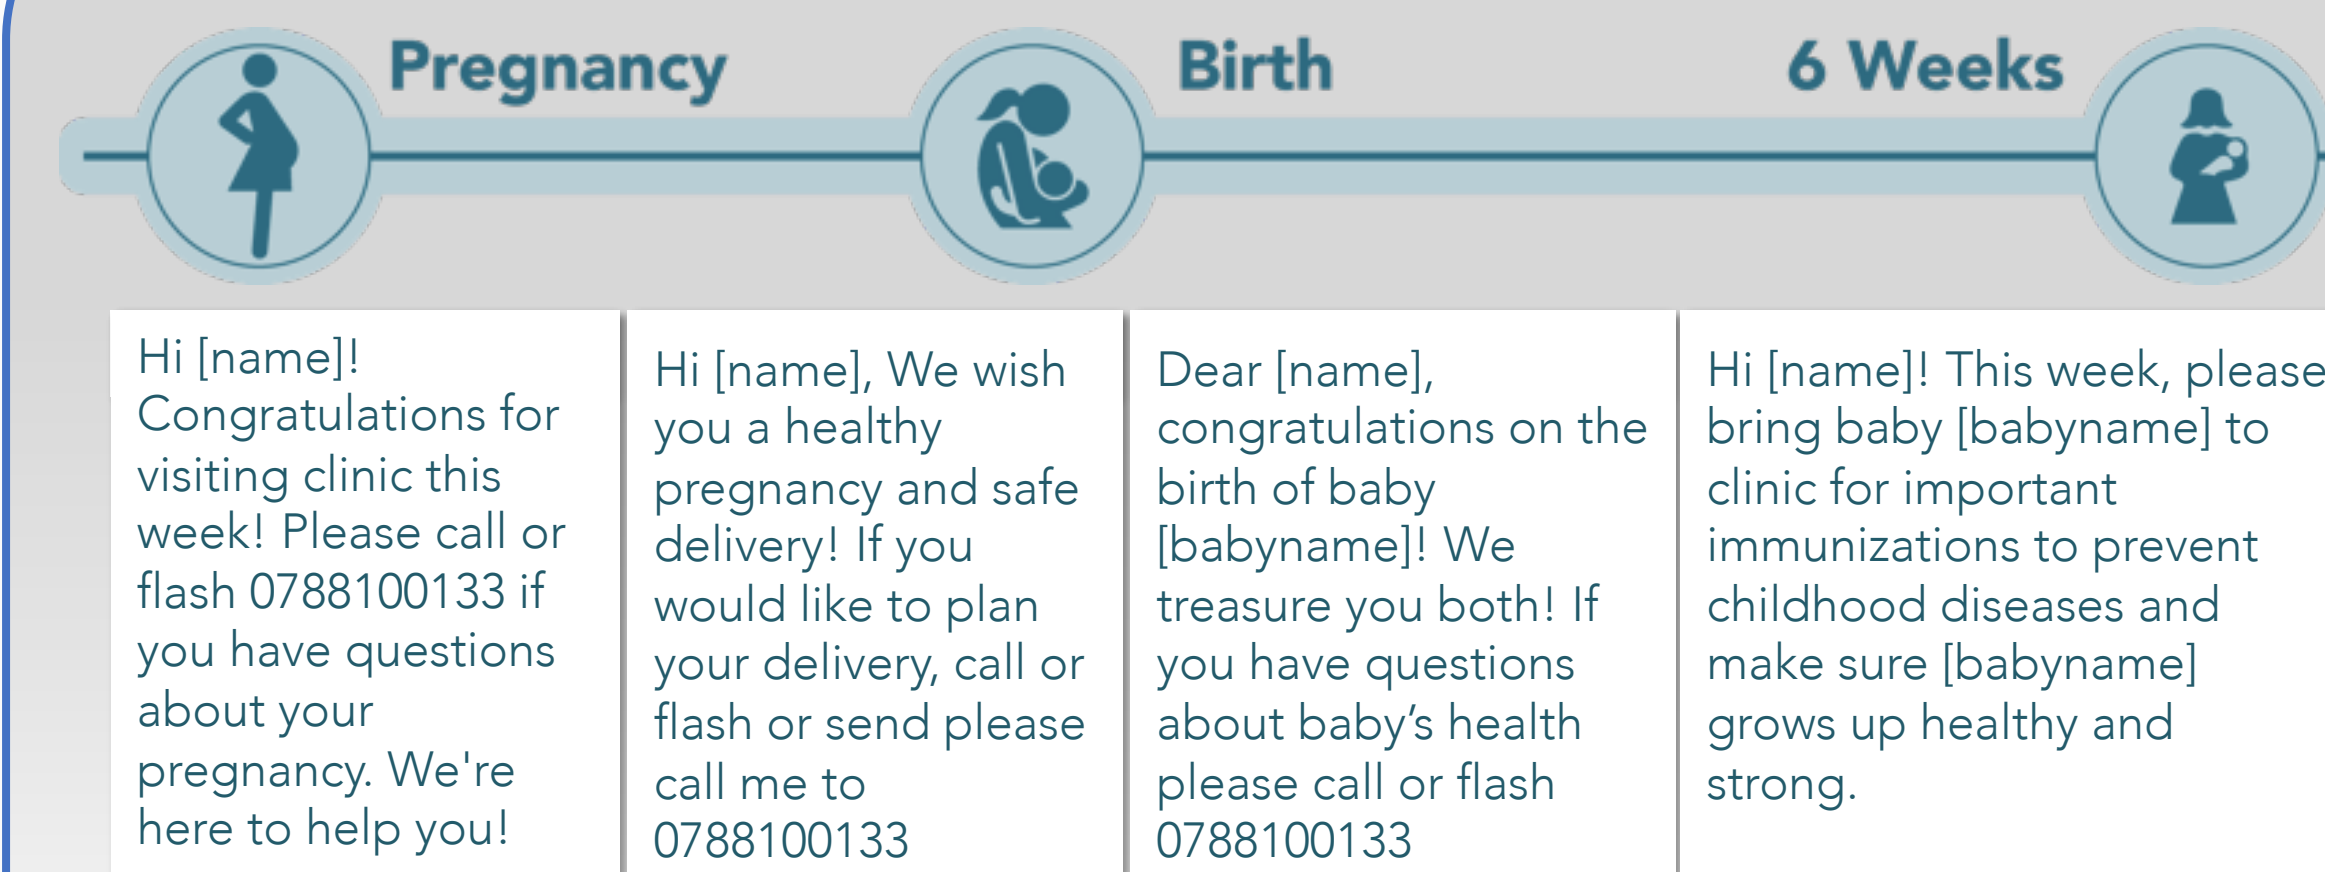 Pregnancy
Birth
6 Weeks
Hi [name]!
Congratulations for
visiting clinic this
week! Please call or
flash 0788100133 if
you have questions
about your
pregnancy. We're
here to help you!
Hi [name], We wish
you a healthy
pregnancy and safe
delivery! If you
would like to plan
your delivery, call or
flash or send please
call me to
0788100133
Dear [name],
congratulations on the
birth of baby
[babyname]! We
treasure you both! If
you have questions
about baby’s health
please call or flash
0788100133
Hi [name]! This week, please
bring baby [babyname] to
clinic for important
immunizations to prevent
childhood diseases and
make sure [babyname]
grows up healthy and
strong.